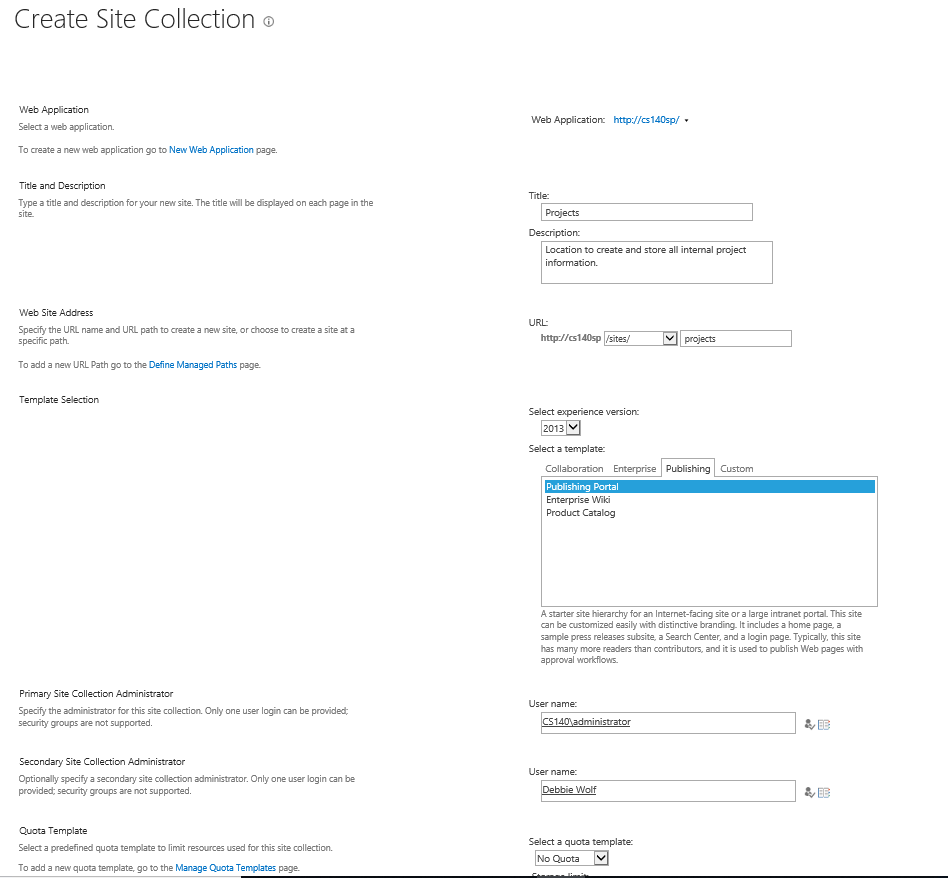 Create Site Collection
Web Application
Select a web application.
To create a new web application go to New Web Application page.
Web Application: http://cs140sp/
Title and Description
Type a title and description for your new site. The title will be displayed on each page in the
site.
Title:
Projects
Description:
Location to create and store all internal project
information.
Web Site Address
Specify the URL name and URL path to create a new site, or choose to create a site at a
specific path.
To add a new URL Path go to the Define Managed Paths page.
URL:
http://cs140sp /sites/ projects
Template Selection
Select experience version:
2013
Select a template:
Collaboration Enterprise Publishing Custom
Publishing Portal
Enterprise Wiki
Product Catalog
A starter site hierarchy for an Internet-facing site or a large intranet portal. This site
can be customized easily with distinctive branding. It includes a home page, a
sample press releases subsite, a Search Center, and a login page. Typically, this site
has many more readers than contributors, and it is used to publish Web pages with
approval workflows.
Primary Site Collection Administrator
Specify the administrator for this site collection. Only one user login can be provided;
security groups are not supported.
User name:
CS140\administrator
Secondary Site Collection Administrator
Optionally specify a secondary site collection administrator. Only one user login can be
provided; security groups are not supported.
User name:
Debbie Wolf
Quota Template
Select a predefined quota template to limit resources used for this site collection.
To add a new quota template, go to the Manage Quota Templates page.
Select a quota template:
No Quota
Storage limit: